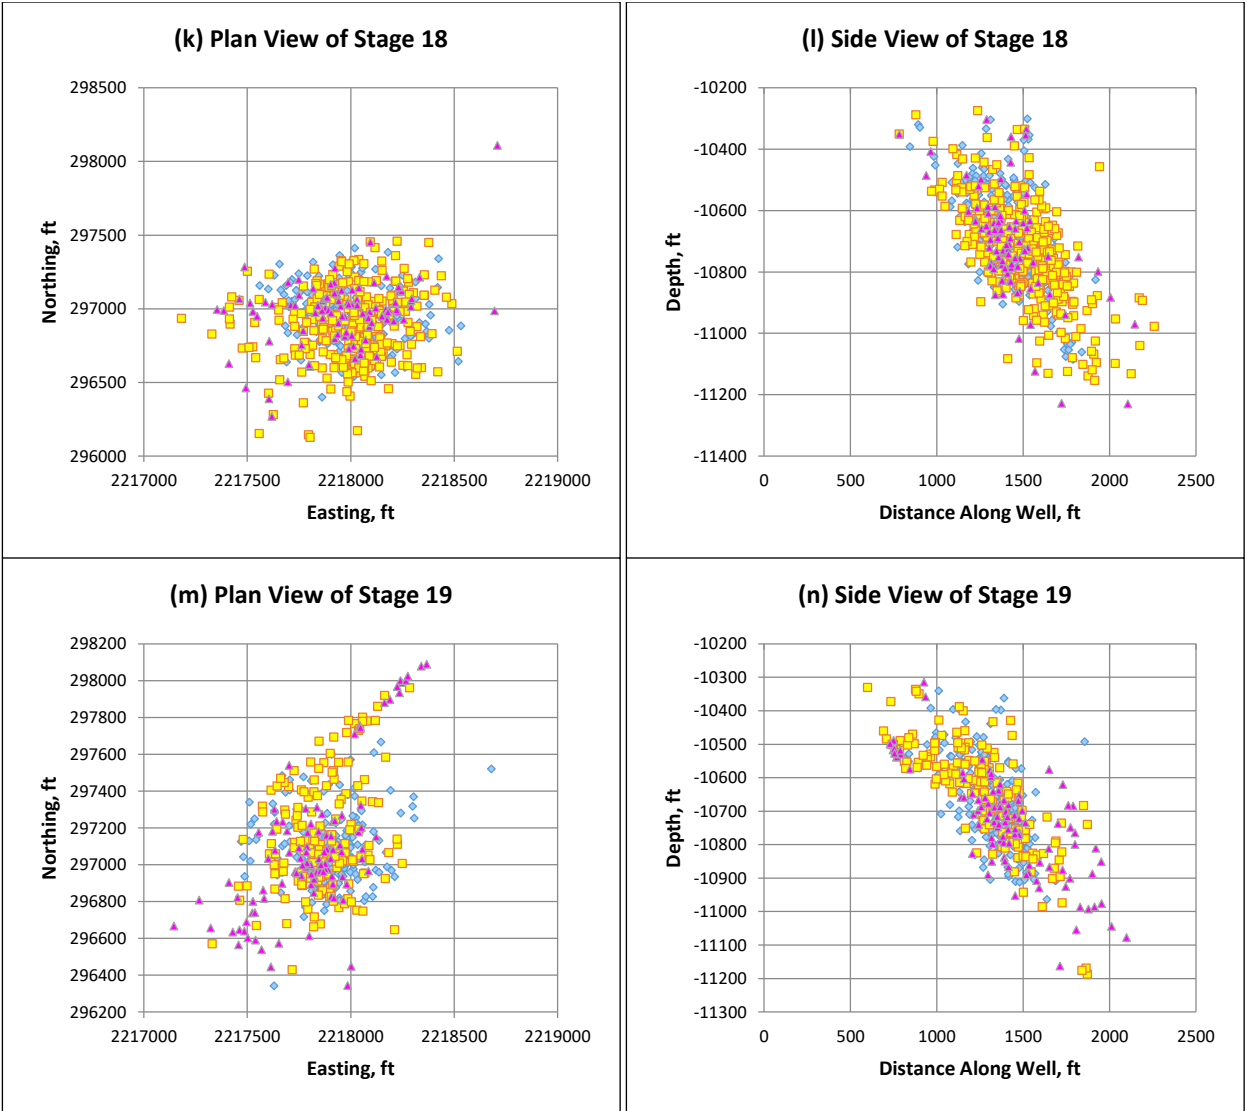 (k) Plan View of Stage 18
298500
298000
297500
297000
296500
296000
Northing, ft
2217000 2217500 2218000 2218500 2219000
Easting, ft
(l) Side View of Stage 18
-10200
-10400
-10600
-10800
-11000
-11200
-11400
Depth, ft
0 500 1000 1500 2000 2500
Distance Along Well, ft
(m) Plan View of Stage 19
298200
298000
297800
297600
297400
297200
297000
296800
296600
296400
296200
Northing, ft
2217000 2217500 2218000 2218500 2219000
Easting, ft
(n) Side View of Stage 19
-10200
-10300
-10400
-10500
-10600
-10700
-10800
-10900
-11000
-11100
-11200
-11300
Depth, ft
0 500 1000 1500 2000 2500
Distance Along Well, ft